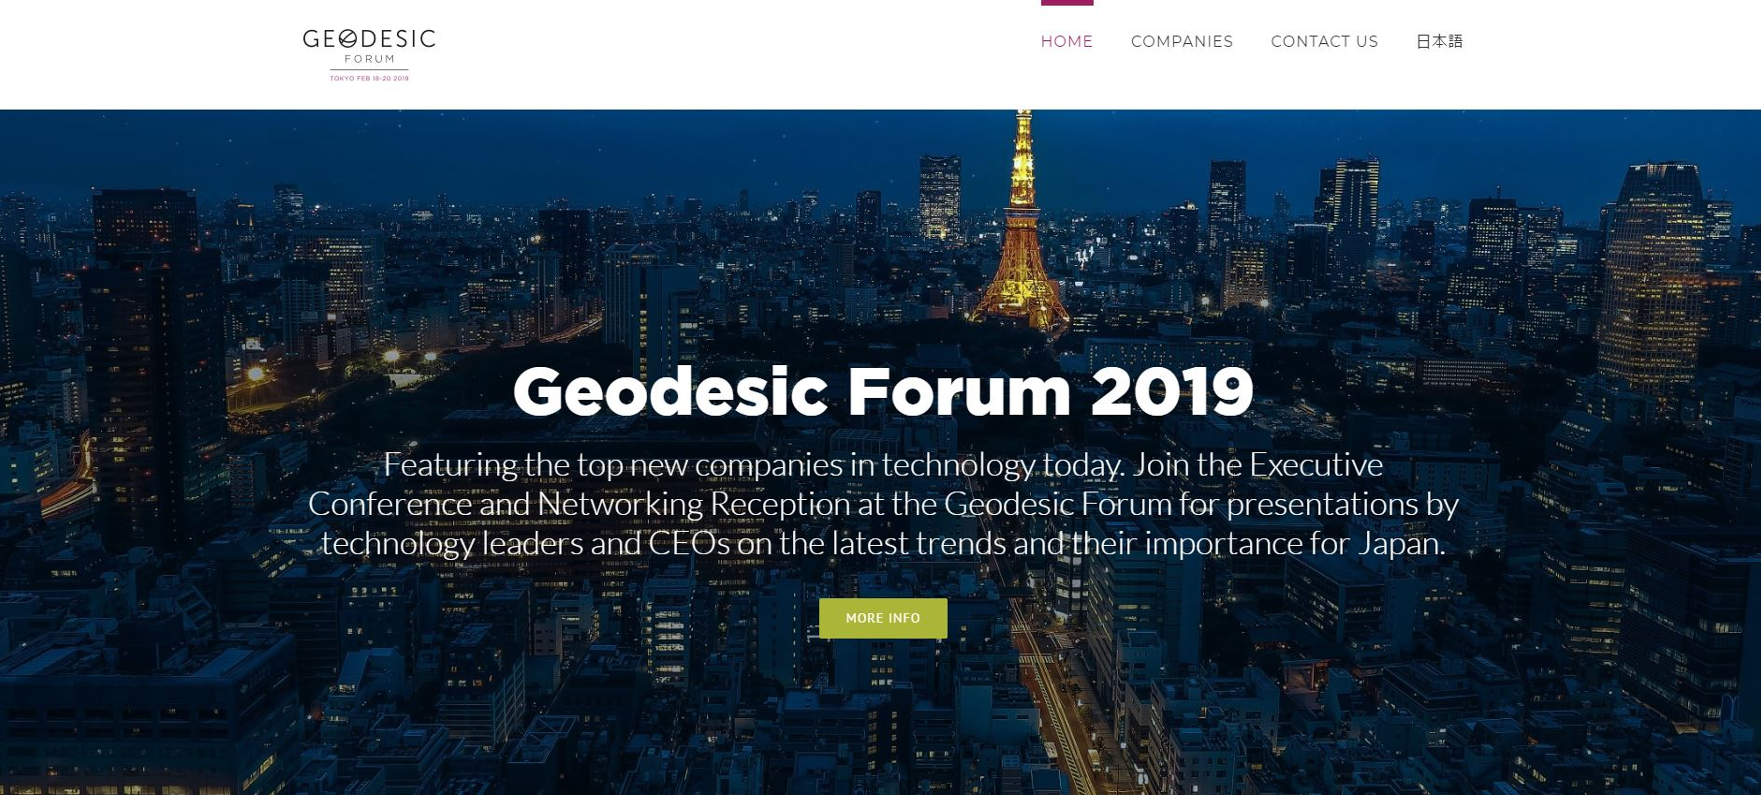 GEODESIC
FORUM
TOKYO FEB 18-20 2019
HOME
COMPANIES
CONTACT US
日本語
Geodesic Forum 2019
Featuring the top new companies in technology today. Join the Executive
Conference and Networking Reception at the Geodesic Forum for presentations by
technology leaders and CEOs on the latest trends and their importance for Japan.
MORE INFO